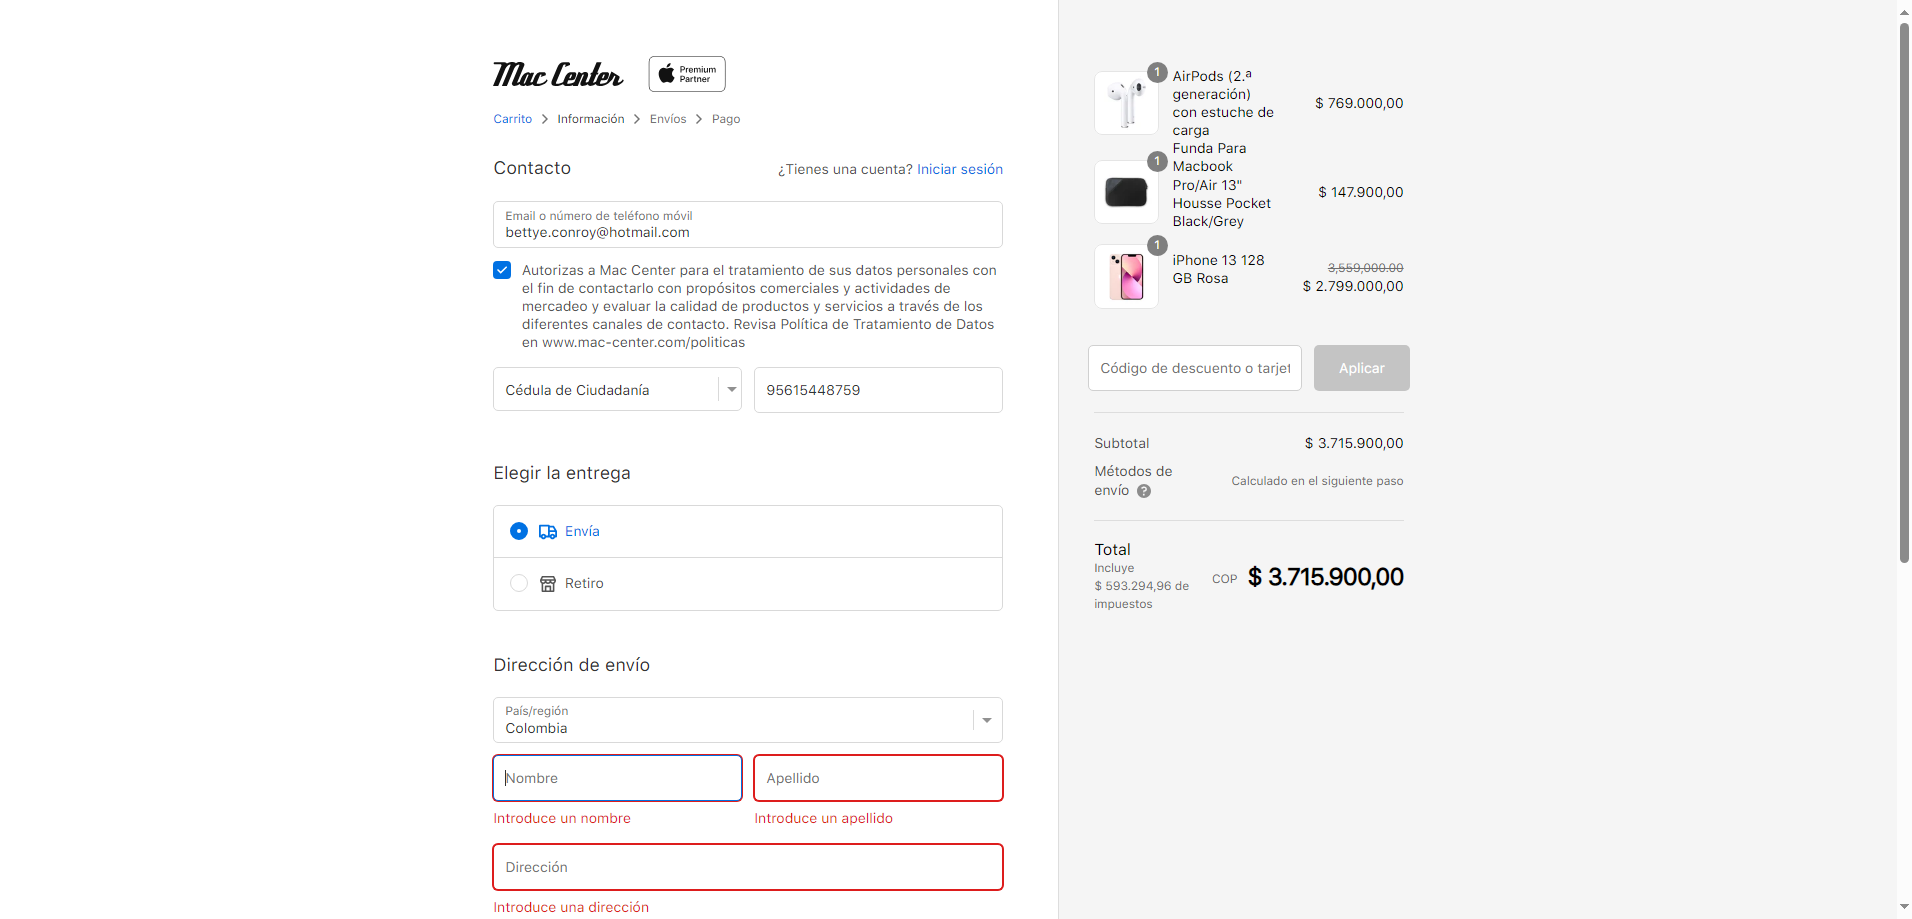 Mac Center
Premium
Partner
Carrito > Información > Envíos > Pago
Contacto
¿Tienes una cuenta? Iniciar sesión
Email o número de teléfono móvil
bettye.conroy@hotmail.com
Autorizas a Mac Center para el tratamiento de sus datos personales con
el fin de contactarlo con propósitos comerciales y actividades de
mercadeo y evaluar la calidad de productos y servicios a través de los
diferentes canales de contacto. Revisa Política de Tratamiento de Datos
en www.mac-center.com/politicas
Cédula de Ciudadanía
95615448759
Elegir la entrega
Envía
Retiro
Dirección de envío
País/región
Colombia
Nombre
Apellido
Introduce un nombre
Introduce un apellido
Dirección
Introduce una dirección
1
AirPods (2.ª
generación)
con estuche de
carga
$ 769.000,00
1
Funda Para
Macbook
Pro/Air 13"
Housse Pocket
Black/Grey
$ 147.900,00
1
iPhone 13 128
GB Rosa
3,559,000.00
$ 2.799.000,00
Código de descuento o tarjet
Aplicar
Subtotal
$ 3.715.900,00
Métodos de
envío ?
Calculado en el siguiente paso
Total
Incluye
$ 593.294,96 de
impuestos
COP $ 3.715.900,00